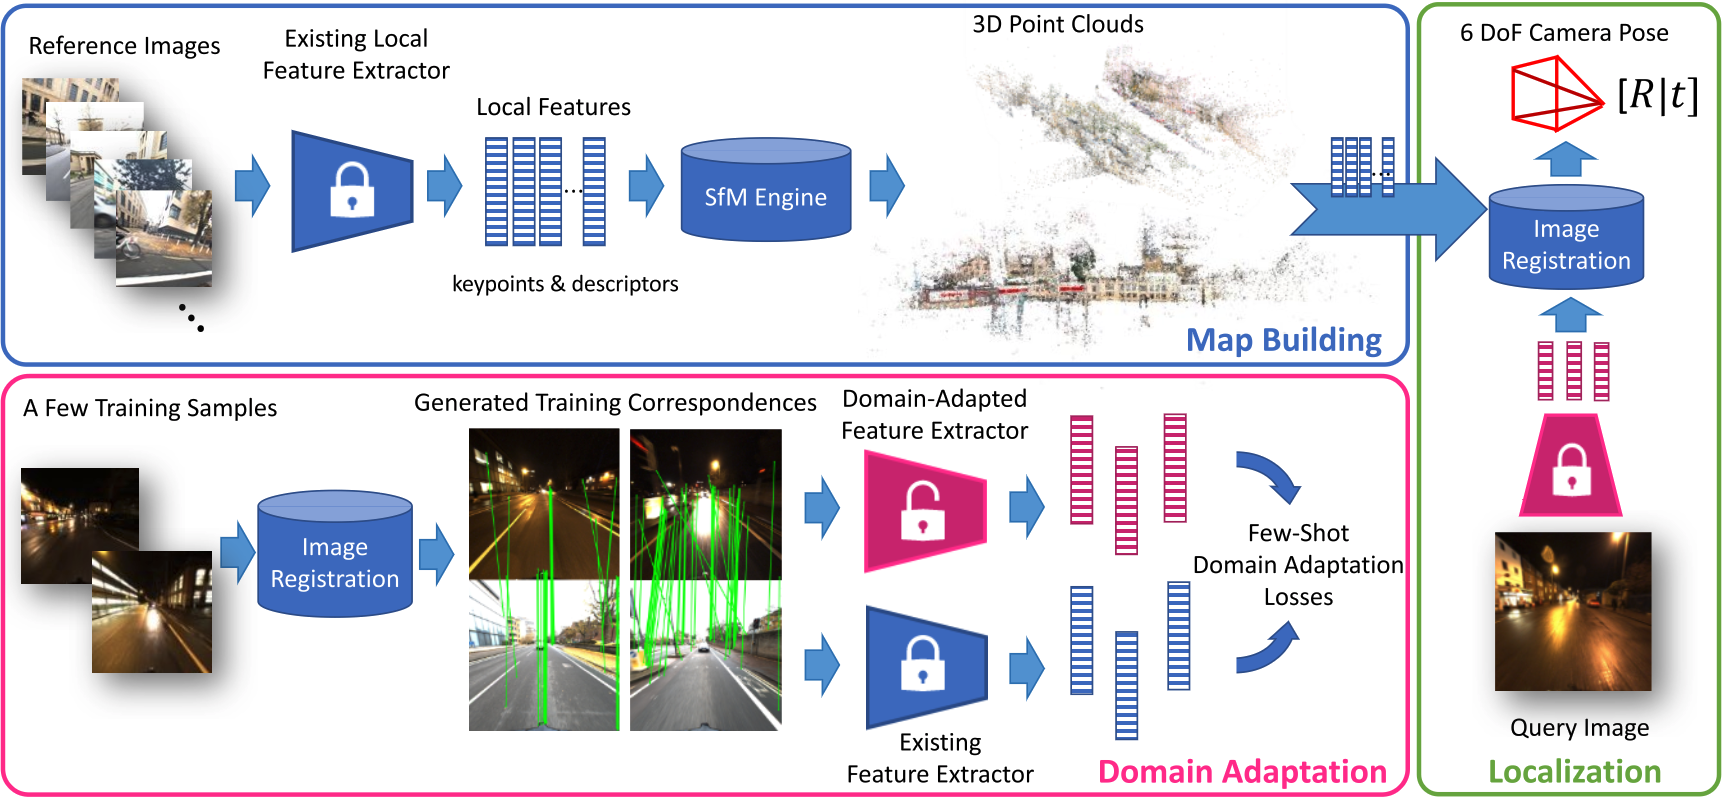 Reference Images
Existing Local
Feature Extractor
Local Features
...
keypoints & descriptors
SfM Engine
3D Point Clouds
Map Building
...
6 DoF Camera Pose
[R|t]
Image
Registration
A Few Training Samples
Image
Registration
Generated Training Correspondences
Domain-Adapted
Feature Extractor
Existing
Feature Extractor
Few-Shot
Domain Adaptation
Losses
Domain Adaptation
Query Image
Localization